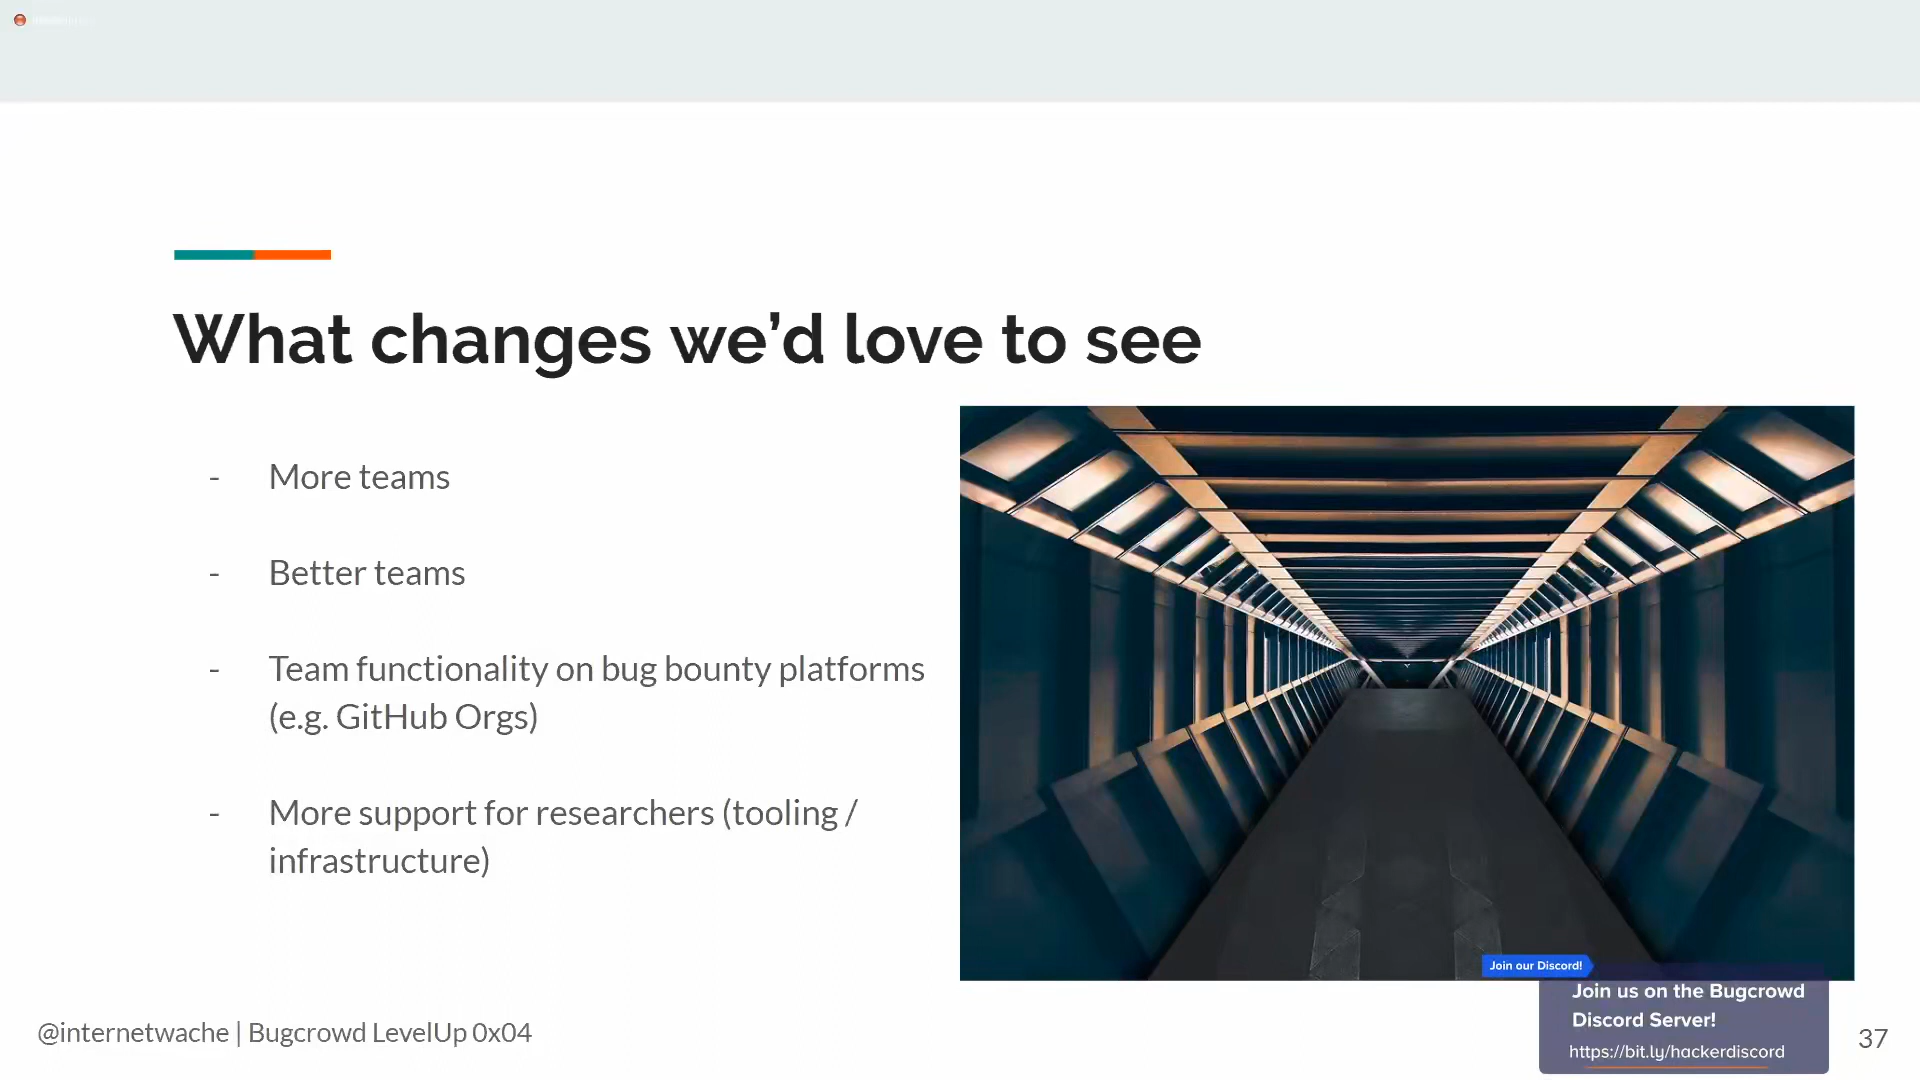 What changes we’d love to see
- More teams
- Better teams
- Team functionality on bug bounty platforms
(e.g. GitHub Orgs)
- More support for researchers (tooling /
infrastructure)
Join our Discord!
Join us on the Bugcrowd
Discord Server!
https://bit.ly/hackerdiscord
@internetwache | Bugcrowd LevelUp 0x04
37